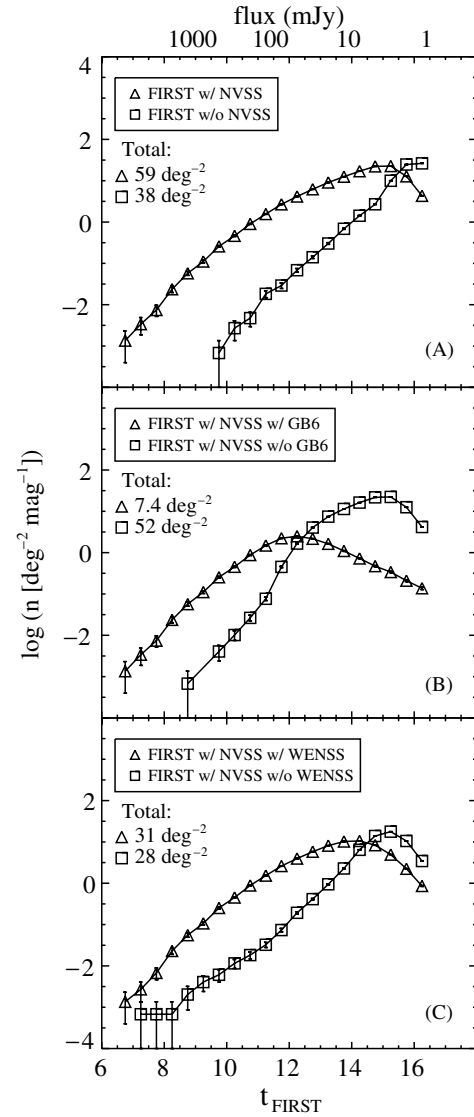 flux (mJy)
1000 100 10 1
4
2
0
−2
FIRST w/ NVSS
FIRST w/o NVSS
Total:
59 deg−2
38 deg−2
(A)
2
0
−2
FIRST w/ NVSS w/ GB6
FIRST w/ NVSS w/o GB6
Total:
7.4 deg−2
52 deg−2
(B)
log (n [deg−2 mag−1])
2
0
−2
−4
FIRST w/ NVSS w/ WENSS
FIRST w/ NVSS w/o WENSS
Total:
31 deg−2
28 deg−2
(C)
6 8 10 12 14 16
tFIRST